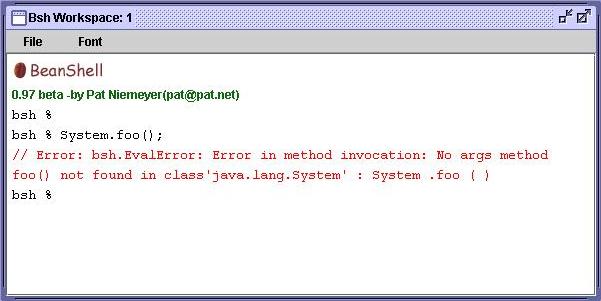 Bsh Workspace: 1
File Font
BeanShell
0.97 beta -by Pat Niemeyer(pat@pat.net)
bsh %
bsh % System.foo();
// Error: bsh.EvalError: Error in method invocation: No args method
foo() not found in class'java.lang.System' : System .foo ( )
bsh %